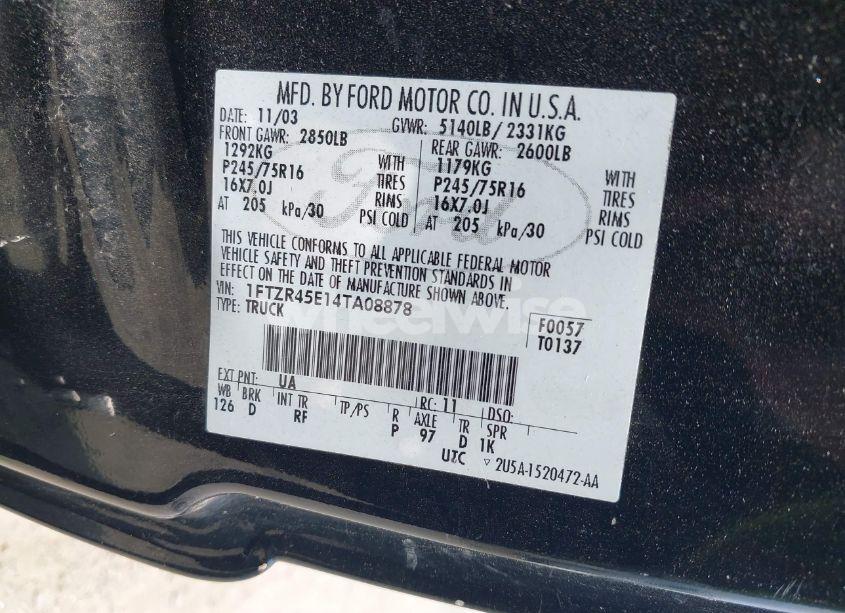 MFD. BY FORD MOTOR CO. IN U.S.A.
DATE: 11/03 GVWR: 5140LB/ 2331KG
FRONT GAWR: 2850LB REAR GAWR: 2600LB
1292KG WITH 1179KG WITH
P245/75R16 TIRES P245/75R16 TIRES
16X7.0J RIMS 16X7.0J RIMS
AT 205 kPa/30 PSI COLD AT 205 kPa/30 PSI COLD
Ford
THIS VEHICLE CONFORMS TO ALL APPLICABLE FEDERAL MOTOR
VEHICLE SAFETY AND THEFT PREVENTION STANDARDS IN
EFFECT ON THE DATE OF MANUFACTURE SHOWN ABOVE.
VIN: 1FTZR45E14TA08878
TYPE: TRUCK
wheelwise
F0057
T0137
EXT PNT: UA RC: 11 DSO:
WB BRK INT TR TP/PS R AXLE TR SPR
126 D RF P 97 D 1K
UTC ▽ 2U5A-1520472-AA